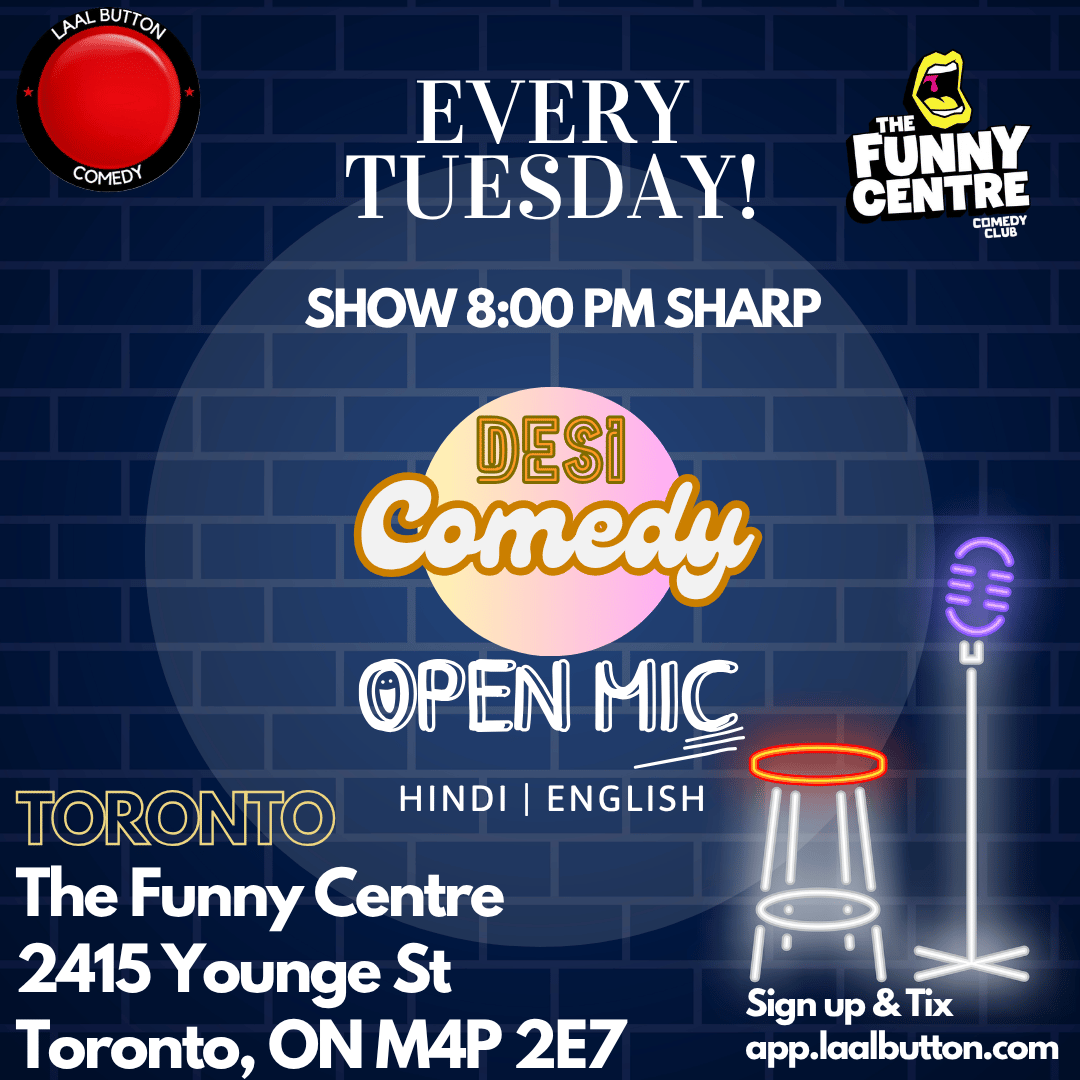 LAAL BUTTON
COMEDY
EVERY
TUESDAY!
THE
FUNNY
CENTRE
COMEDY
CLUB
SHOW 8:00 PM SHARP
DESi
Comedy
OPEN MIC
HINDI | ENGLISH
TORONTO
The Funny Centre
2415 Younge St
Toronto, ON M4P 2E7
Sign up & Tix
app.laalbutton.com